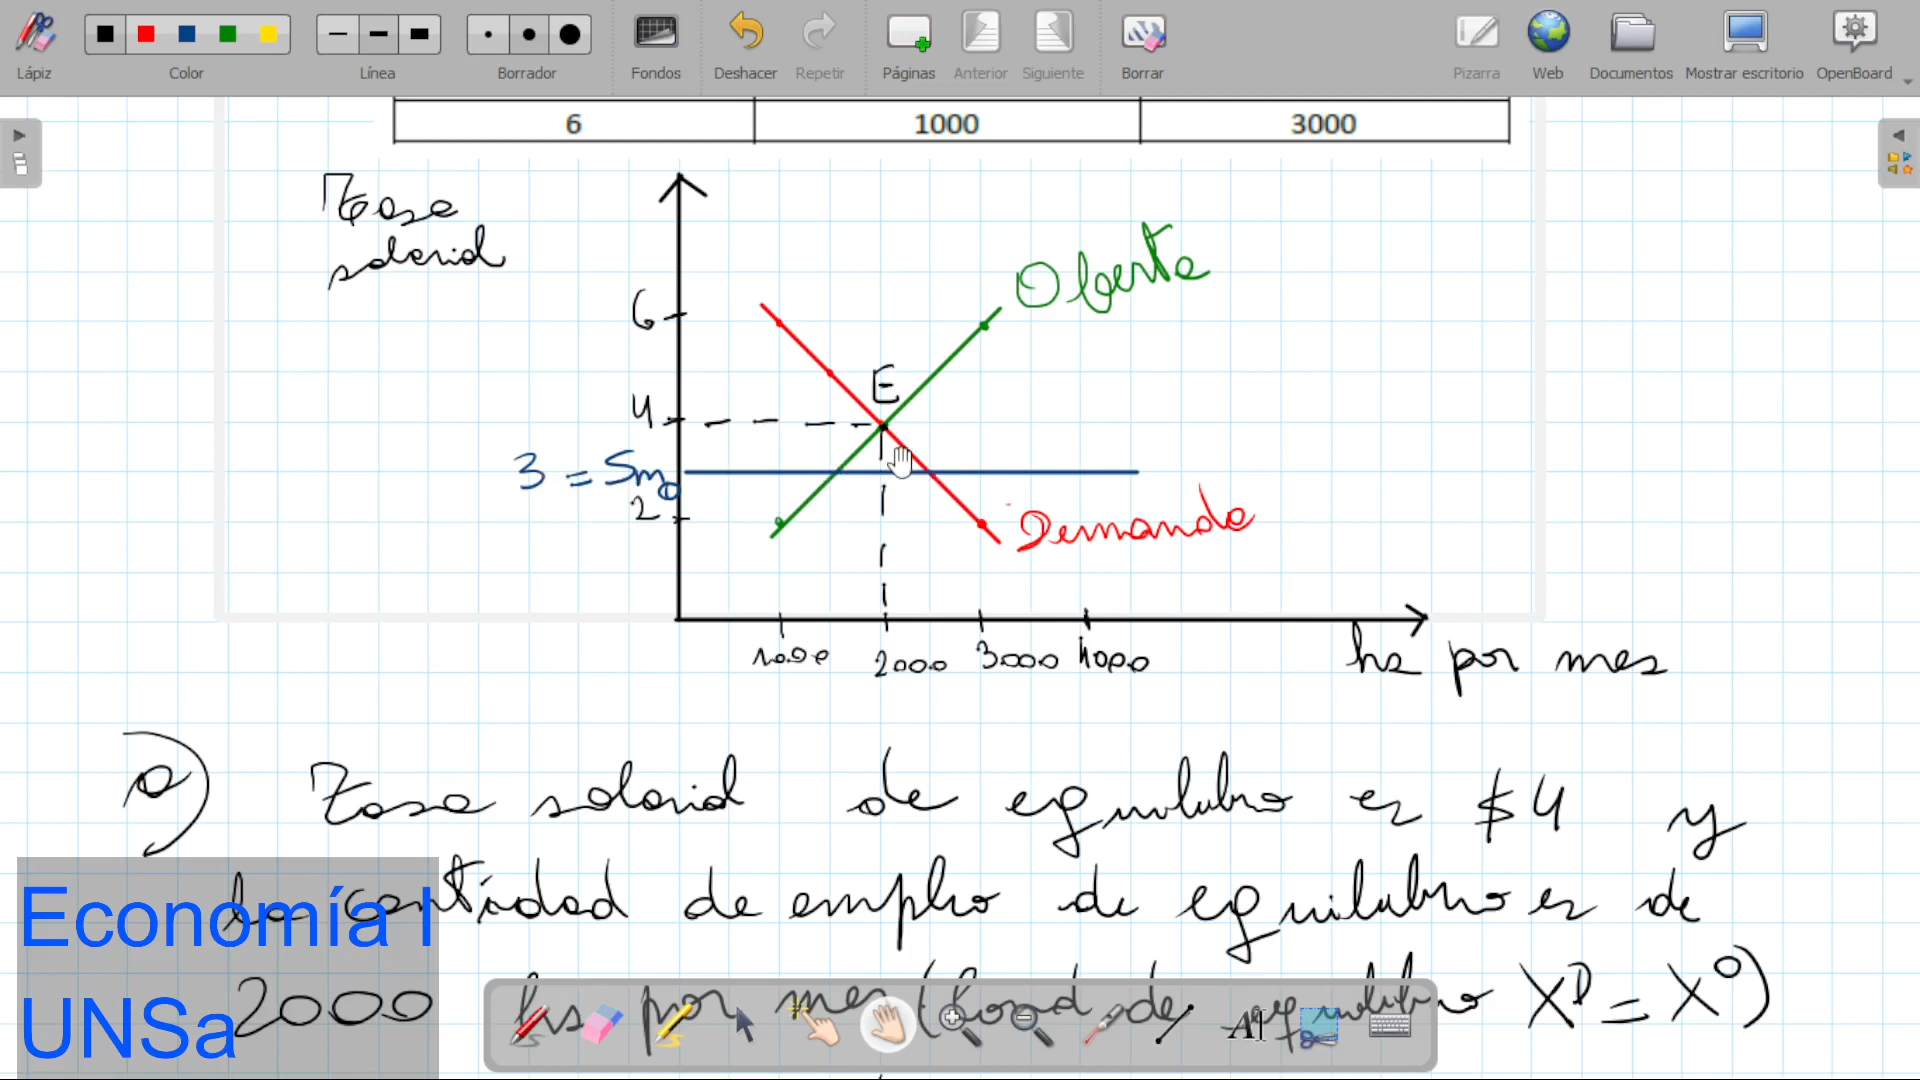 Lápiz
Color
Línea
Borrador
Fondos
Deshacer
Repetir
Páginas
Anterior
Siguiente
Borrar
Pizarra
Web
Documentos
Mostrar escritorio
OpenBoard
6 1000 3000
Tasa
salarial
Oferta
6
E
4
3 = Smo
2
Demanda
1000 2000 3000 4000
hs por mes
a) Tasa salarial de equilibrio es $4 y
la cantidad de empleo de equilibrio es de
2000 hs por mes (Cond de equilibrio X^D = X^O)
Economía I
UNSa